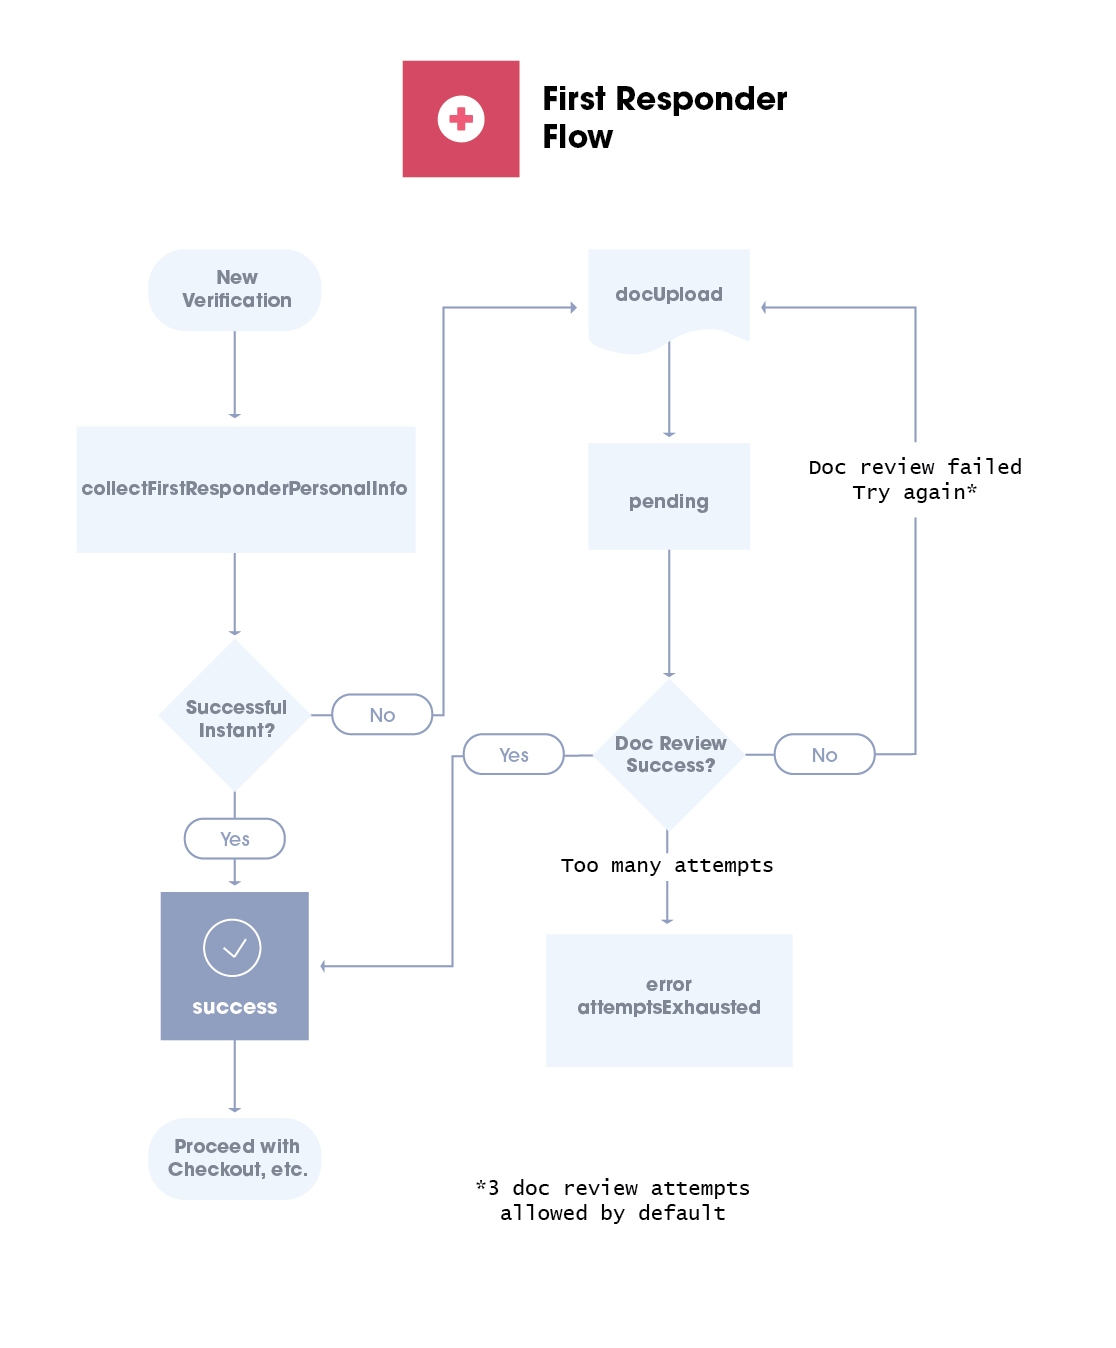 First Responder
Flow
New
Verification
collectFirstResponderPersonalInfo
Successful
Instant?
No
Yes
success
Proceed with
Checkout, etc.
docUpload
pending
Doc review failed
Try again*
Doc Review
Success?
Yes
No
Too many attempts
error
attemptsExhausted
*3 doc review attempts
allowed by default